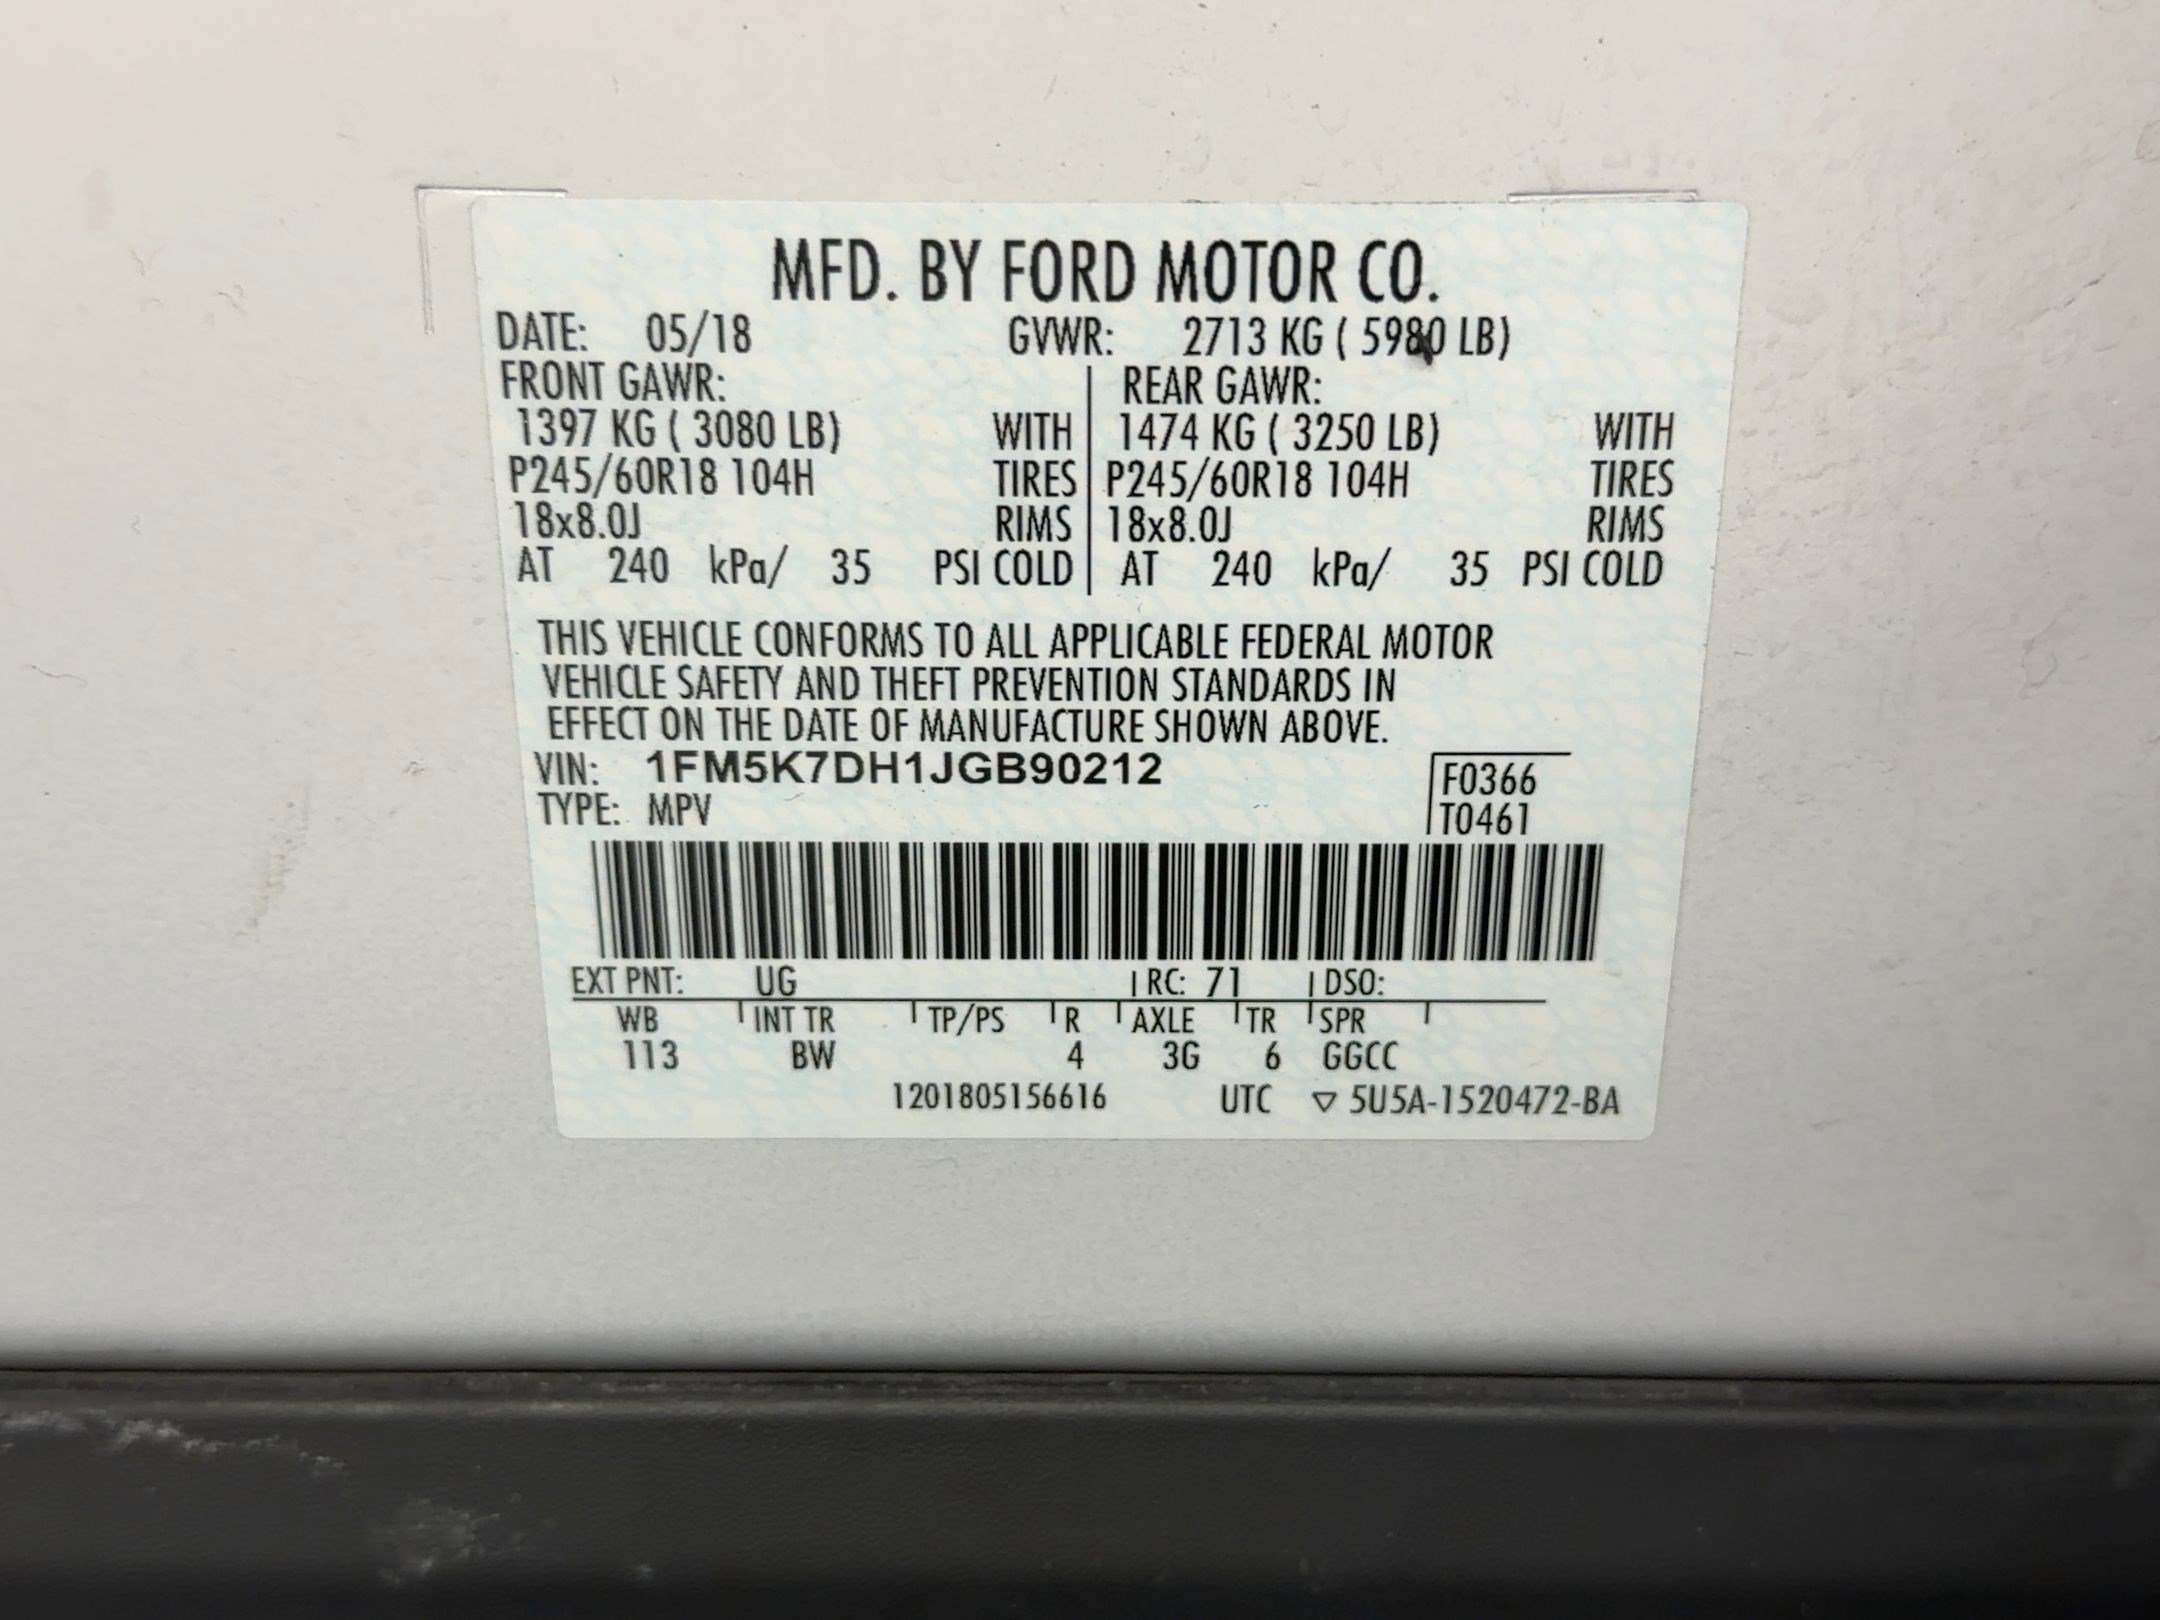 MFD. BY FORD MOTOR CO.
DATE: 05/18 GVWR: 2713 KG ( 5980 LB)
FRONT GAWR: REAR GAWR:
1397 KG ( 3080 LB) WITH 1474 KG ( 3250 LB) WITH
P245/60R18 104H TIRES P245/60R18 104H TIRES
18x8.0J RIMS 18x8.0J RIMS
AT 240 kPa/ 35 PSI COLD AT 240 kPa/ 35 PSI COLD
THIS VEHICLE CONFORMS TO ALL APPLICABLE FEDERAL MOTOR
VEHICLE SAFETY AND THEFT PREVENTION STANDARDS IN
EFFECT ON THE DATE OF MANUFACTURE SHOWN ABOVE.
VIN: 1FM5K7DH1JGB90212 F0366
TYPE: MPV T0461
EXT PNT: UG RC: 71 DSO:
WB INT TR TP/PS R AXLE TR SPR
113 BW 4 3G 6 GGCC
1201805156616 UTC ▽ 5U5A-1520472-BA